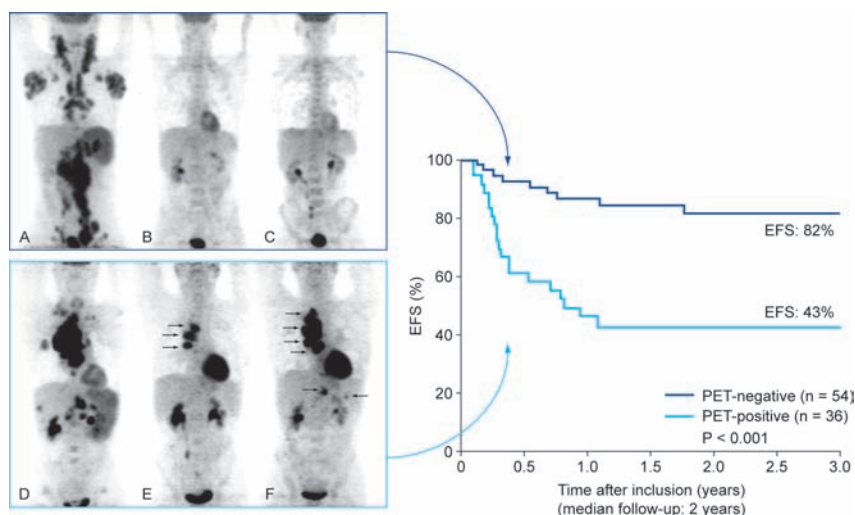 A
B
C
D
E
F
100
80
60
40
20
0
EFS (%)
EFS: 82%
EFS: 43%
PET-negative (n = 54)
PET-positive (n = 36)
P < 0.001
0
0.5
1.0
1.5
2.0
2.5
3.0
Time after inclusion (years)
(median follow-up: 2 years)